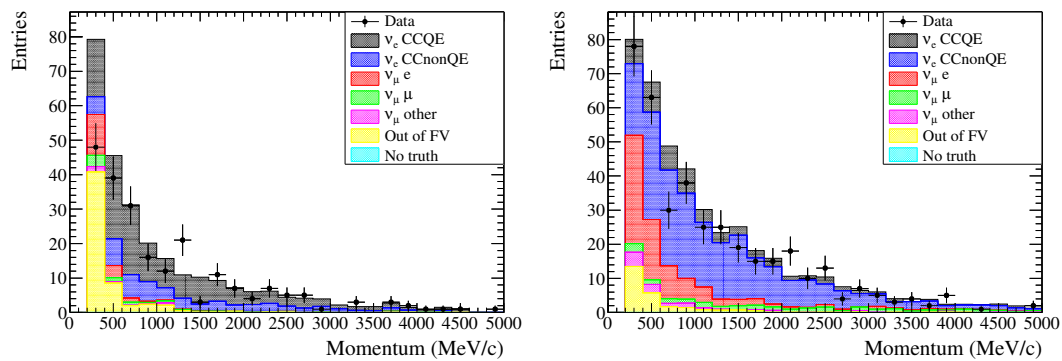 Entries
90
80
70
60
50
40
30
20
10
0
Data
νe CCQE
νe CCnonQE
νμ e
νμ μ
νμ other
Out of FV
No truth
0 500 1000 1500 2000 2500 3000 3500 4000 4500 5000
Momentum (MeV/c)
Entries
80
70
60
50
40
30
20
10
0
Data
νe CCQE
νe CCnonQE
νμ e
νμ μ
νμ other
Out of FV
No truth
0 500 1000 1500 2000 2500 3000 3500 4000 4500 5000
Momentum (MeV/c)